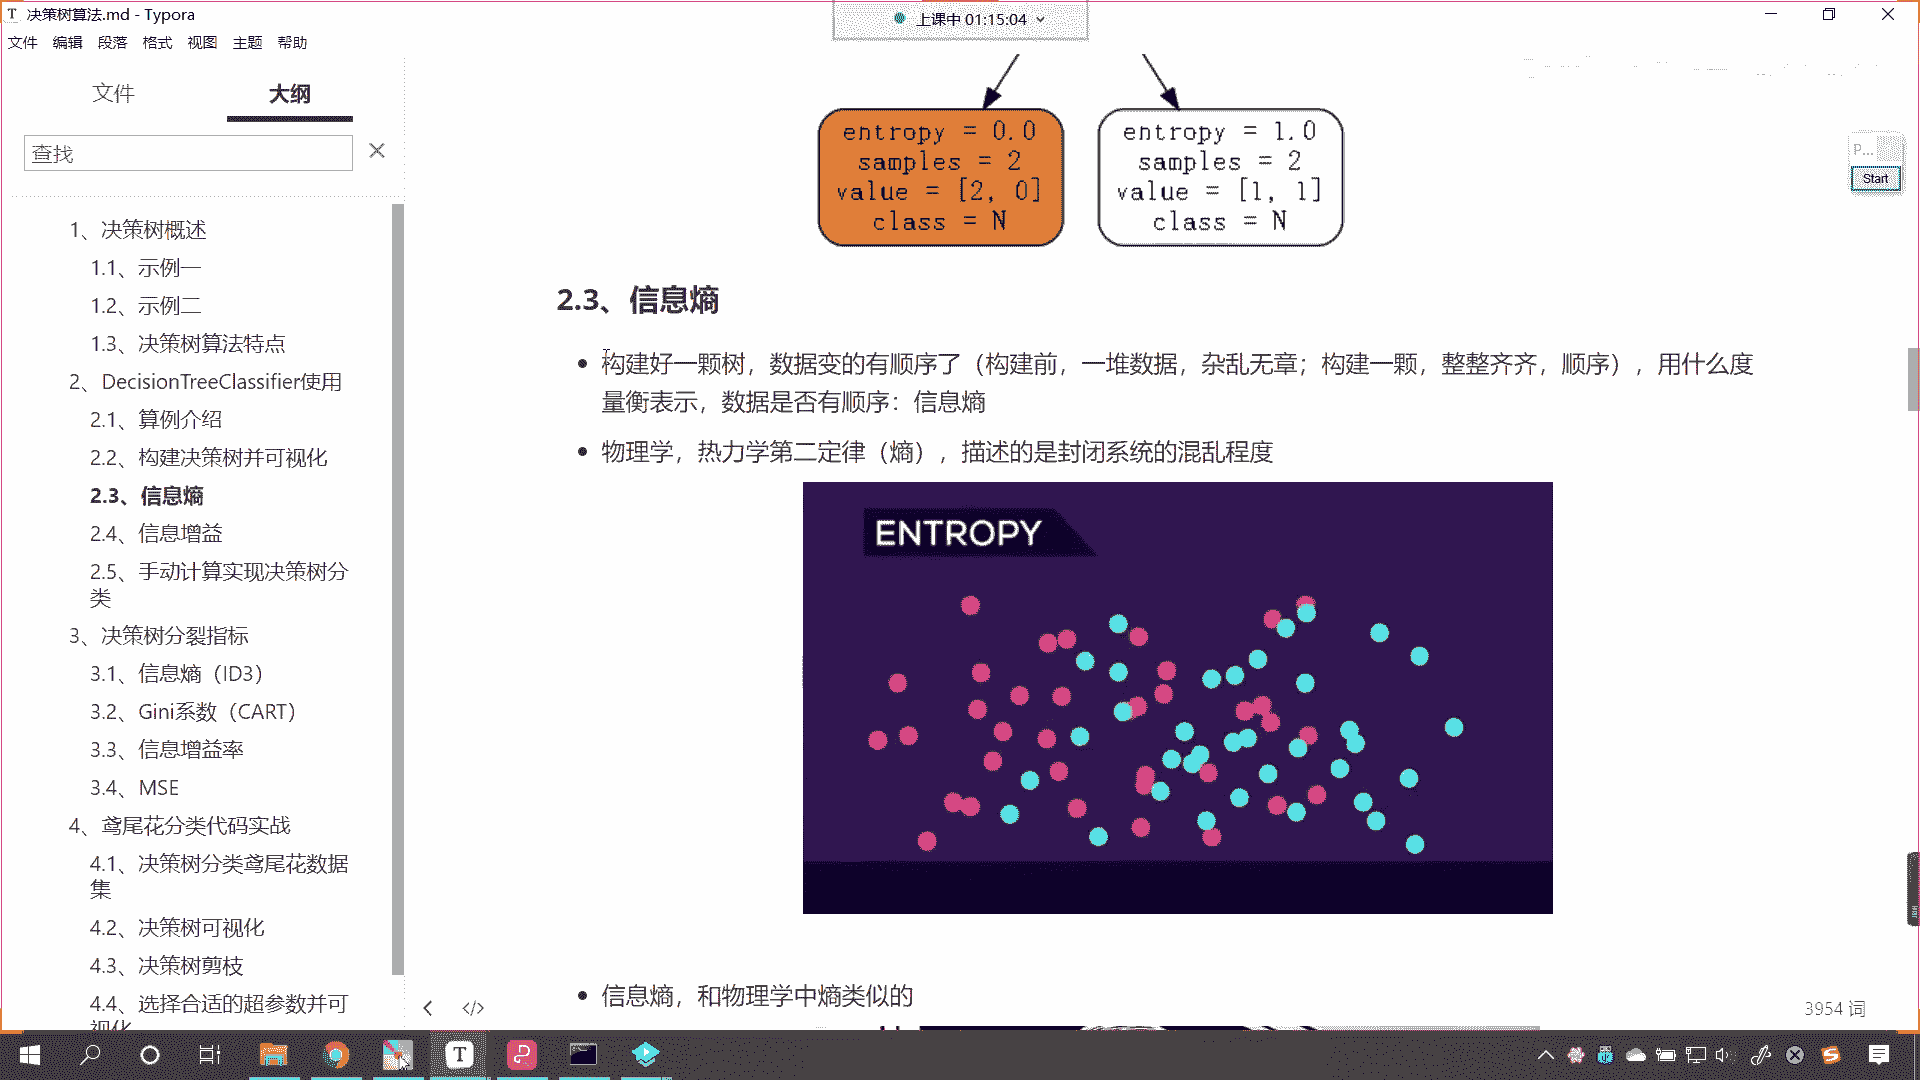 决策树算法.md - Typora
上课中 01:15:04
文件 编辑 段落 格式 视图 主题 帮助
文件 大纲
查找
1、决策树概述
1.1、示例一
1.2、示例二
1.3、决策树算法特点
2、DecisionTreeClassifier使用
2.1、算例介绍
2.2、构建决策树并可视化
2.3、信息熵
2.4、信息增益
2.5、手动计算实现决策树分
类
3、决策树分裂指标
3.1、信息熵（ID3）
3.2、Gini系数（CART）
3.3、信息增益率
3.4、MSE
4、鸢尾花分类代码实战
4.1、决策树分类鸢尾花数据
集
4.2、决策树可视化
4.3、决策树剪枝
4.4、选择合适的超参数并可
视化
entropy = 0.0
samples = 2
value = [2, 0]
class = N
entropy = 1.0
samples = 2
value = [1, 1]
class = N
P...
Start
2.3、信息熵
构建好一颗树，数据变的有顺序了（构建前，一堆数据，杂乱无章；构建一颗，整整齐齐，顺序），用什么度
量衡表示，数据是否有顺序：信息熵
物理学，热力学第二定律（熵），描述的是封闭系统的混乱程度
ENTROPY
信息熵，和物理学中熵类似的
3954 词